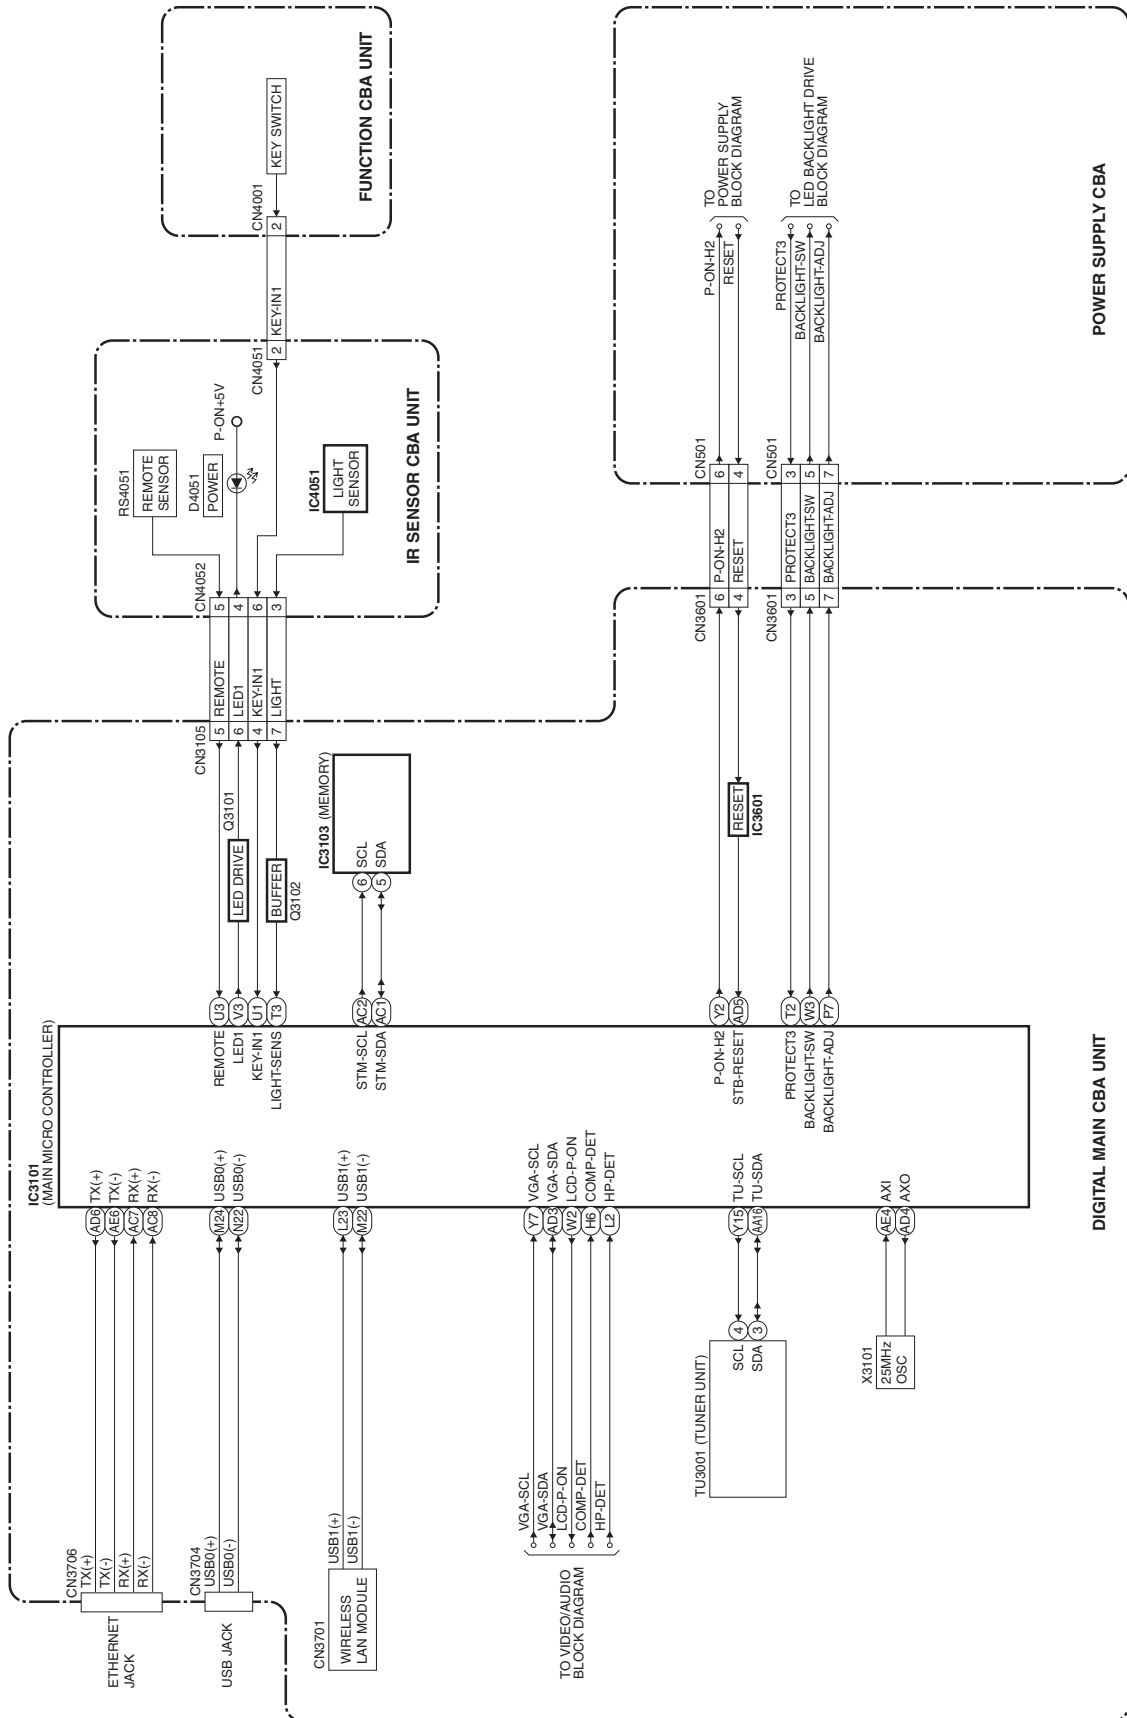 FUNCTION CBA UNIT
KEY SWITCH
CN4001
2
KEY-IN1
CN4051
2
IR SENSOR CBA UNIT
RS4051
REMOTE
SENSOR
D4051
POWER
P-ON+5V
IC4051
LIGHT
SENSOR
CN4052
5
4
6
3
REMOTE
LED1
KEY-IN1
LIGHT
CN3105
5
6
4
7
Q3101
LED DRIVE
BUFFER
Q3102
IC3103 (MEMORY)
6 SCL
5 SDA
POWER SUPPLY CBA
TO
POWER SUPPLY
BLOCK DIAGRAM
P-ON-H2
RESET
TO
LED BACKLIGHT DRIVE
BLOCK DIAGRAM
PROTECT3
BACKLIGHT-SW
BACKLIGHT-ADJ
CN501
6
4
CN501
3
5
7
P-ON-H2
RESET
PROTECT3
BACKLIGHT-SW
BACKLIGHT-ADJ
CN3601
6
4
CN3601
3
5
7
RESET
IC3601
IC3101
(MAIN MICRO CONTROLLER)
REMOTE U3
LED1 V3
KEY-IN1 U1
LIGHT-SENS T3
STM-SCL AC2
STM-SDA AC1
P-ON-H2 Y2
STB-RESET AD5
PROTECT3 T2
BACKLIGHT-SW W3
BACKLIGHT-ADJ P7
AD6 TX(+)
AE6 TX(-)
AC7 RX(+)
AC8 RX(-)
M24 USB0(+)
N22 USB0(-)
L23 USB1(+)
M22 USB1(-)
Y7 VGA-SCL
AD3 VGA-SDA
W2 LCD-P-ON
H6 COMP-DET
L2 HP-DET
Y15 TU-SCL
AA16 TU-SDA
AE4 AXI
AD4 AXO
DIGITAL MAIN CBA UNIT
CN3706
TX(+)
TX(-)
RX(+)
RX(-)
ETHERNET
JACK
CN3704
USB0(+)
USB0(-)
USB JACK
USB1(+)
USB1(-)
CN3701
WIRELESS
LAN MODULE
VGA-SCL
VGA-SDA
LCD-P-ON
COMP-DET
HP-DET
TO VIDEO/AUDIO
BLOCK DIAGRAM
TU3001 (TUNER UNIT)
SCL 4
SDA 3
X3101
25MHz
OSC